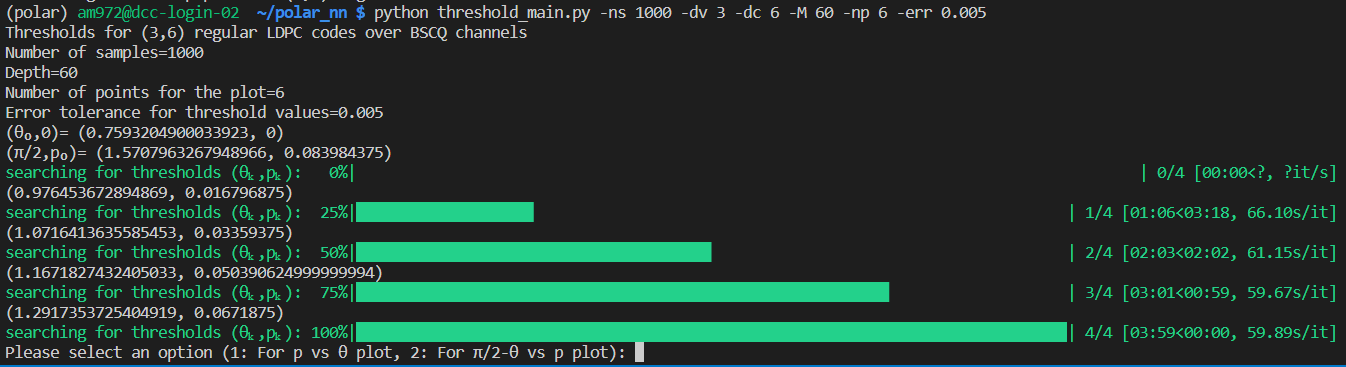 (polar) am972@dcc-login-02 ~/polar_nn $ python threshold_main.py -ns 1000 -dv 3 -dc 6 -M 60 -np 6 -err 0.005
Thresholds for (3,6) regular LDPC codes over BSCQ channels
Number of samples=1000
Depth=60
Number of points for the plot=6
Error tolerance for threshold values=0.005
(θ₀,0)= (0.7593204900033923, 0)
(π/2,p₀)= (1.5707963267948966, 0.083984375)
searching for thresholds (θₖ,pₖ): 0%| | 0/4 [00:00<?, ?it/s]
(0.976453672894869, 0.016796875)
searching for thresholds (θₖ,pₖ): 25%| | 1/4 [01:06<03:18, 66.10s/it]
(1.0716413635585453, 0.03359375)
searching for thresholds (θₖ,pₖ): 50%| | 2/4 [02:03<02:02, 61.15s/it]
(1.1671827432405033, 0.050390624999999994)
searching for thresholds (θₖ,pₖ): 75%| | 3/4 [03:01<00:59, 59.67s/it]
(1.2917353725404919, 0.0671875)
searching for thresholds (θₖ,pₖ): 100%| | 4/4 [03:59<00:00, 59.89s/it]
Please select an option (1: For p vs θ plot, 2: For π/2-θ vs p plot):